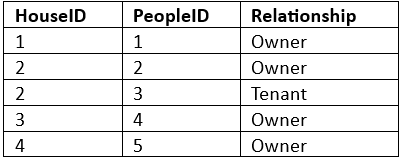 HouseID PeopleID Relationship
1 1 Owner
2 2 Owner
2 3 Tenant
3 4 Owner
4 5 Owner